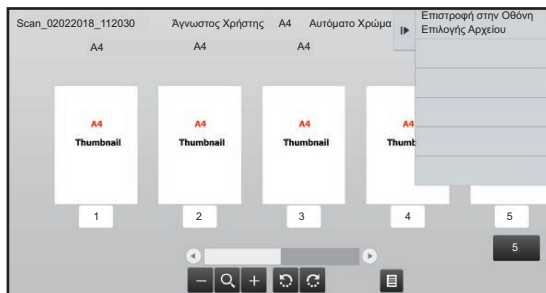 Scan_02022018_112030 Άγνωστος Χρήστης A4 Αυτόματο Χρώμα
Επιστροφή στην Οθόνη
Επιλογής Αρχείου
A4 A4 A4
A4 A4 A4 A4
Thumbnail Thumbnail Thumbnail Thumb
1 2 3 4 5
5